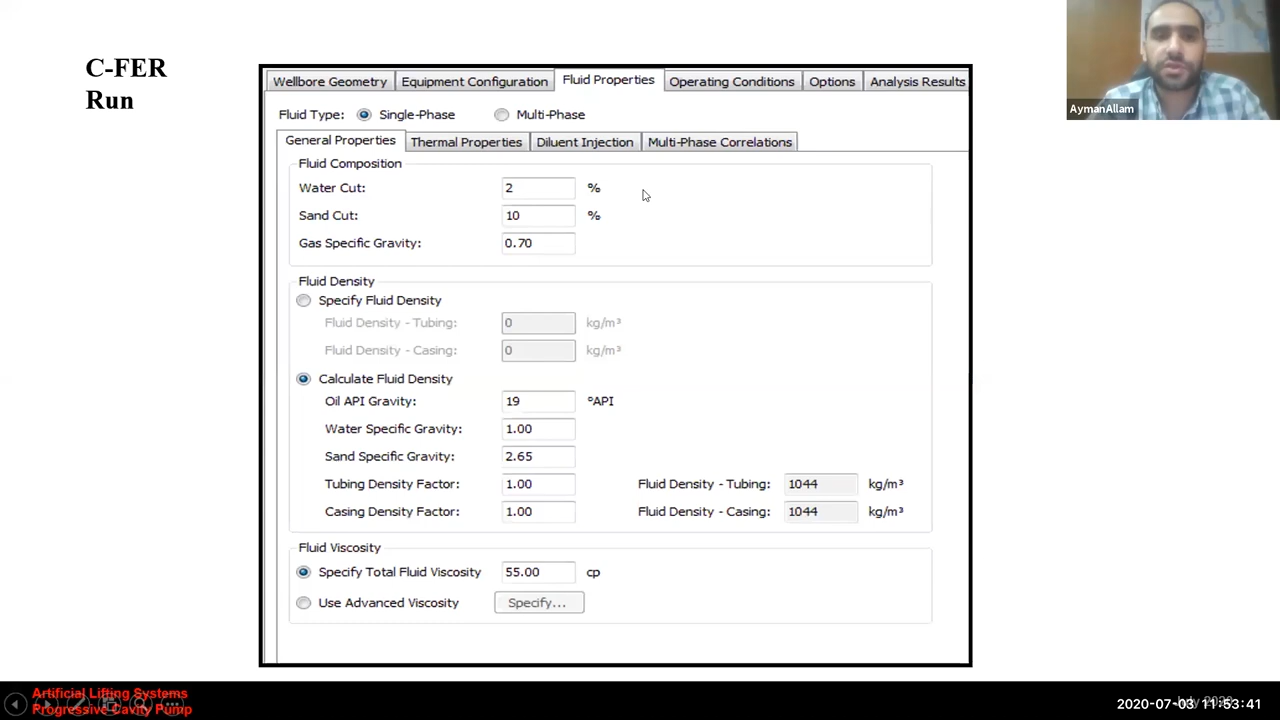 C-FER
Run
Wellbore Geometry Equipment Configuration Fluid Properties Operating Conditions Options Analysis Results
Fluid Type: Single-Phase Multi-Phase
General Properties Thermal Properties Diluent Injection Multi-Phase Correlations
Fluid Composition
Water Cut: 2 %
Sand Cut: 10 %
Gas Specific Gravity: 0.70
Fluid Density
Specify Fluid Density
Fluid Density - Tubing: 0 kg/m³
Fluid Density - Casing: 0 kg/m³
Calculate Fluid Density
Oil API Gravity: 19 °API
Water Specific Gravity: 1.00
Sand Specific Gravity: 2.65
Tubing Density Factor: 1.00 Fluid Density - Tubing: 1044 kg/m³
Casing Density Factor: 1.00 Fluid Density - Casing: 1044 kg/m³
Fluid Viscosity
Specify Total Fluid Viscosity 55.00 cp
Use Advanced Viscosity Specify...
AymanAllam
Artificial Lifting Systems
Progressive Cavity Pump
2020-07-03 11:53:41